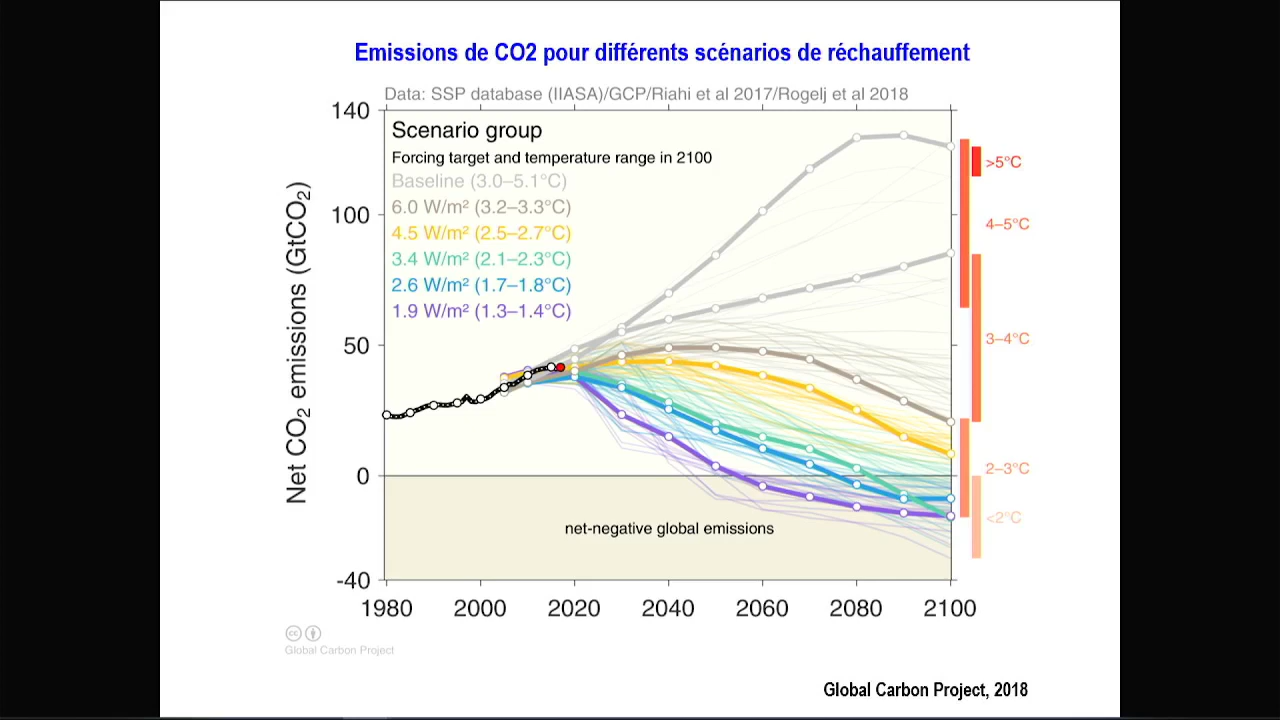 Emissions de CO2 pour différents scénarios de réchauffement
Data: SSP database (IIASA)/GCP/Riahi et al 2017/Rogelj et al 2018
Net CO₂ emissions (GtCO₂)
140
100
50
0
-40
Scenario group
Forcing target and temperature range in 2100
Baseline (3.0–5.1°C)
6.0 W/m² (3.2–3.3°C)
4.5 W/m² (2.5–2.7°C)
3.4 W/m² (2.1–2.3°C)
2.6 W/m² (1.7–1.8°C)
1.9 W/m² (1.3–1.4°C)
>5°C
4–5°C
3–4°C
2–3°C
<2°C
net-negative global emissions
1980 2000 2020 2040 2060 2080 2100
cc
Global Carbon Project
Global Carbon Project, 2018